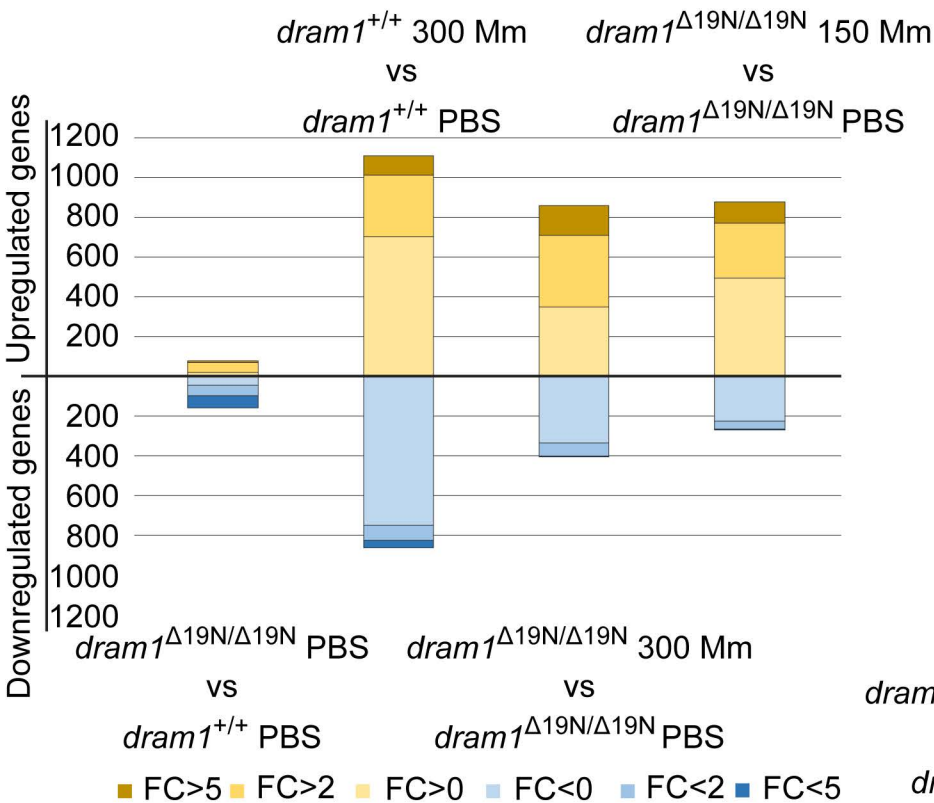 dram1+/+ 300 Mm
vs
dram1+/+ PBS
dram1Δ19N/Δ19N 150 Mm
vs
dram1Δ19N/Δ19N PBS
Upregulated genes
1200
1000
800
600
400
200
Downregulated genes
200
400
600
800
1000
1200
dram1Δ19N/Δ19N PBS
vs
dram1+/+ PBS
dram1Δ19N/Δ19N 300 Mm
vs
dram1Δ19N/Δ19N PBS
dram
FC>5 FC>2 FC>0 FC<0 FC<2 FC<5
dr